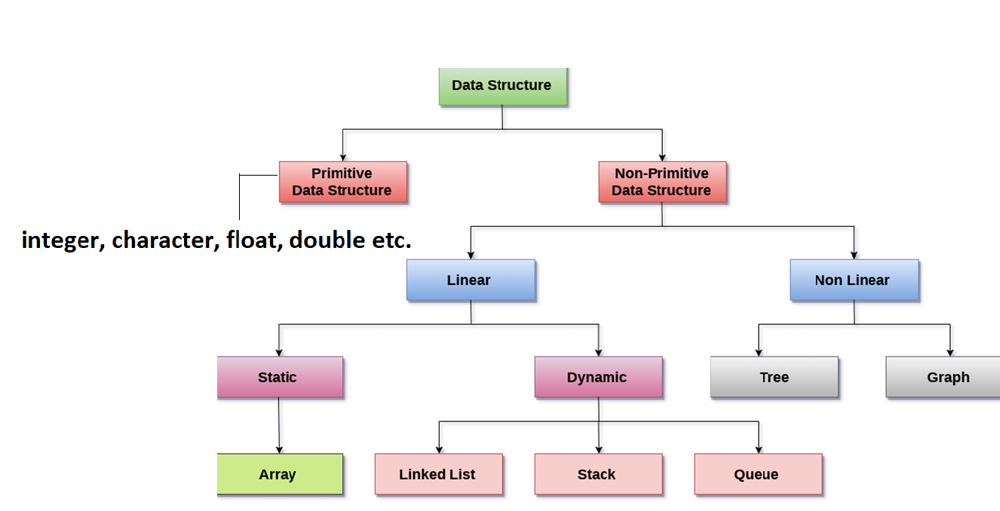 Data Structure
Primitive
Data Structure
Non-Primitive
Data Structure
integer, character, float, double etc.
Linear
Non Linear
Static
Dynamic
Tree
Graph
Array
Linked List
Stack
Queue